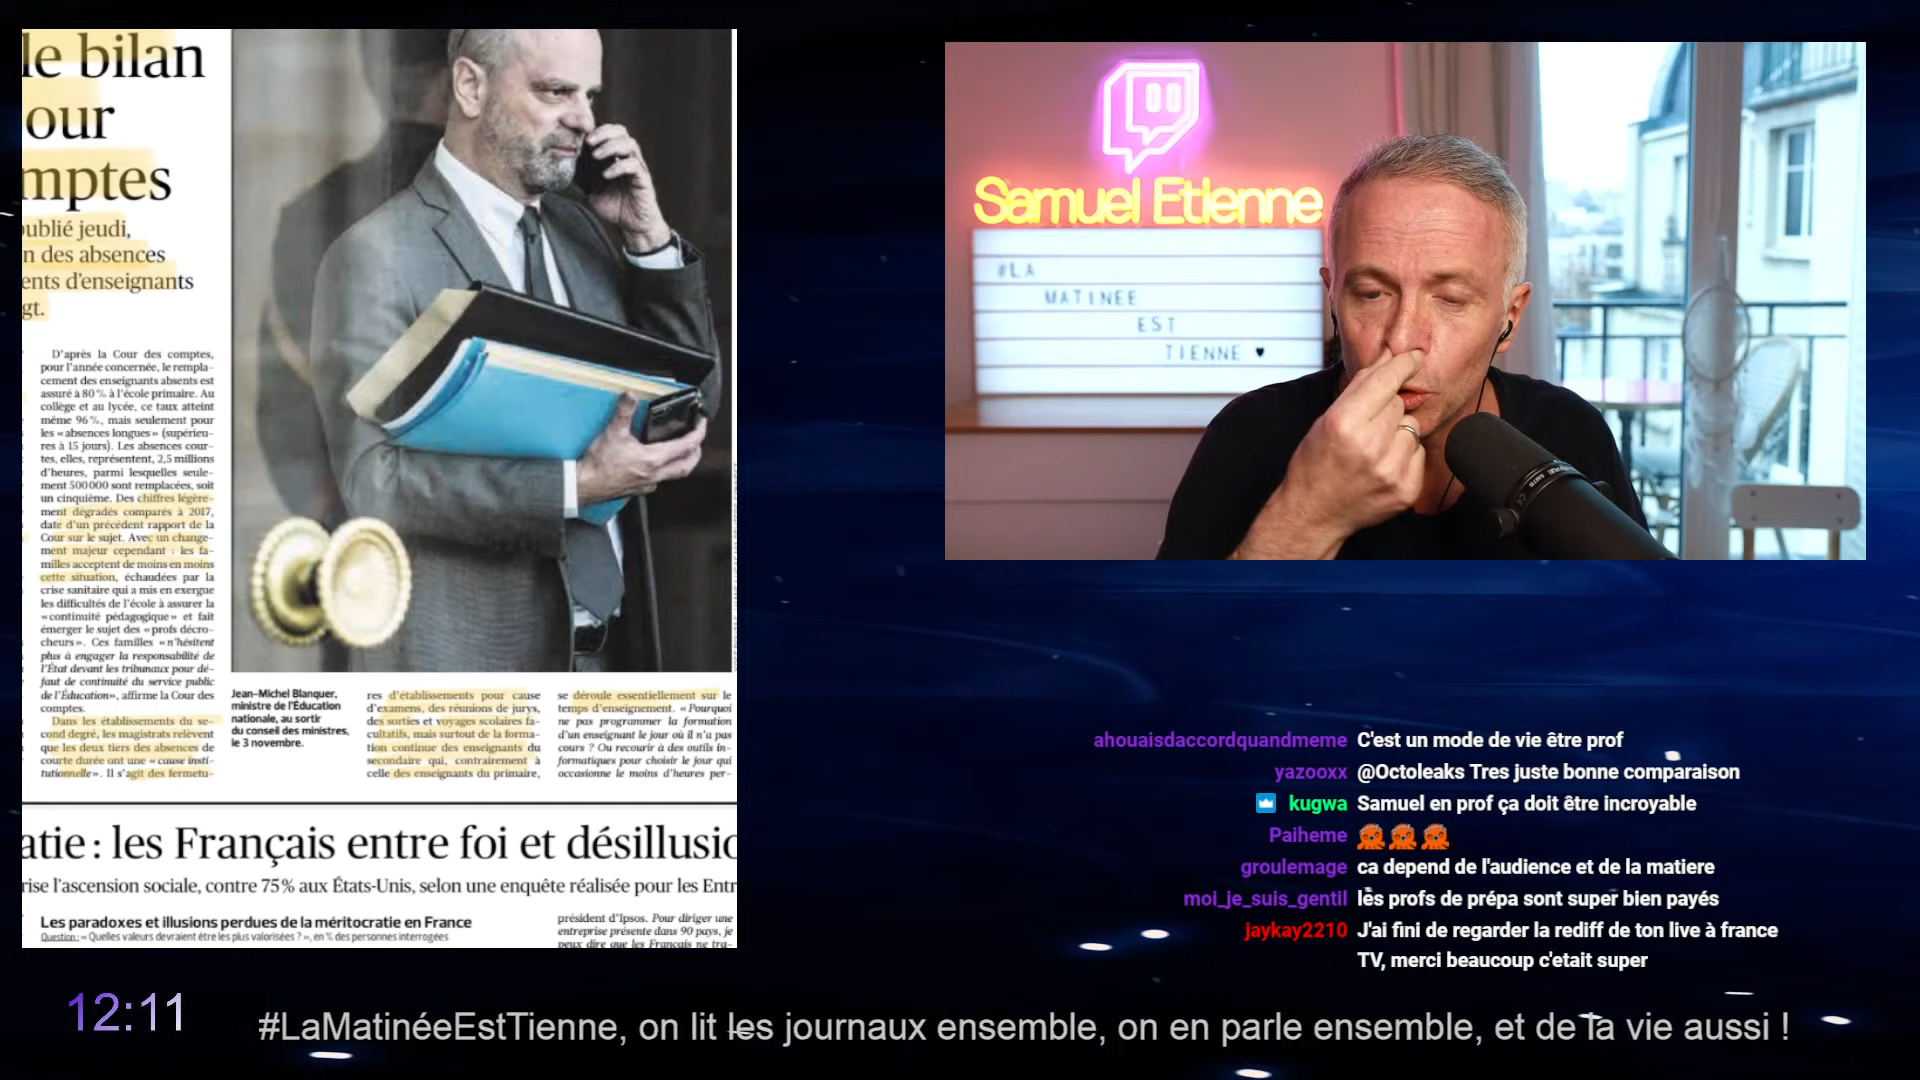 le bilan
our
mptes
ublié jeudi,
n des absences
ents d'enseignants
gt.
D'après la Cour des comptes,
pour l'année concernée, le rempla-
cement des enseignants absents est
assuré à 80 % à l'école primaire. Au
collège et au lycée, ce taux atteint
même 96 %, mais seulement pour
les « absences longues » (supérieu-
res à 15 jours). Les absences cour-
tes, elles, représentent, 2,5 millions
d'heures, parmi lesquelles seule-
ment 500 000 sont remplacées, soit
un cinquième. Des chiffres légère-
ment dégradés comparés à 2017,
date d'un précédent rapport de la
Cour sur le sujet. Avec un change-
ment majeur cependant : les fa-
milles acceptent de moins en moins
cette situation, échaudées par la
crise sanitaire qui a mis en exergue
les difficultés de l'école à assurer la
« continuité pédagogique » et fait
émerger le sujet des « profs décro-
cheurs ». Ces familles « n'hésitent
plus à engager la responsabilité de
l'État devant les tribunaux pour dé-
faut de continuité du service public
de l'Éducation », affirme la Cour des
comptes.
Dans les établissements du se-
cond degré, les magistrats relèvent
que les deux tiers des absences de
courte durée ont une « cause insti-
tutionnelle ». Il s'agit des fermetu-
Jean-Michel Blanquer,
ministre de l'Éducation
nationale, au sortir
du conseil des ministres,
le 3 novembre.
res d'établissements pour cause
d'examens, des réunions de jurys,
des sorties et voyages scolaires fa-
cultatifs, mais surtout de la forma-
tion continue des enseignants du
secondaire qui, contrairement à
celle des enseignants du primaire,
se déroule essentiellement sur le
temps d'enseignement. « Pourquoi
ne pas programmer la formation
d'un enseignant le jour où il n'a pas
cours ? Ou recourir à des outils in-
formatiques pour choisir le jour qui
occasionne le moins d'heures per-
atie : les Français entre foi et désillusio
rise l'ascension sociale, contre 75 % aux États-Unis, selon une enquête réalisée pour les Entr
Les paradoxes et illusions perdues de la méritocratie en France
Question : « Quelles valeurs devraient être les plus valorisées ? », en % des personnes interrogées
président d'Ipsos. Pour diriger une
entreprise présente dans 90 pays, je
peux dire que les Français ne tra-
Samuel Etienne
#LA
MATINEE
EST
TIENNE ♥
ahouaisdaccordquandmeme C'est un mode de vie être prof
yazooxx @Octoleaks Tres juste bonne comparaison
kugwa Samuel en prof ça doit être incroyable
Paiheme
groulemage ca depend de l'audience et de la matiere
moi_je_suis_gentil les profs de prépa sont super bien payés
jaykay2210 J'ai fini de regarder la rediff de ton live à france
TV, merci beaucoup c'etait super
12:11
#LaMatinéeEstTienne, on lit les journaux ensemble, on en parle ensemble, et de la vie aussi !